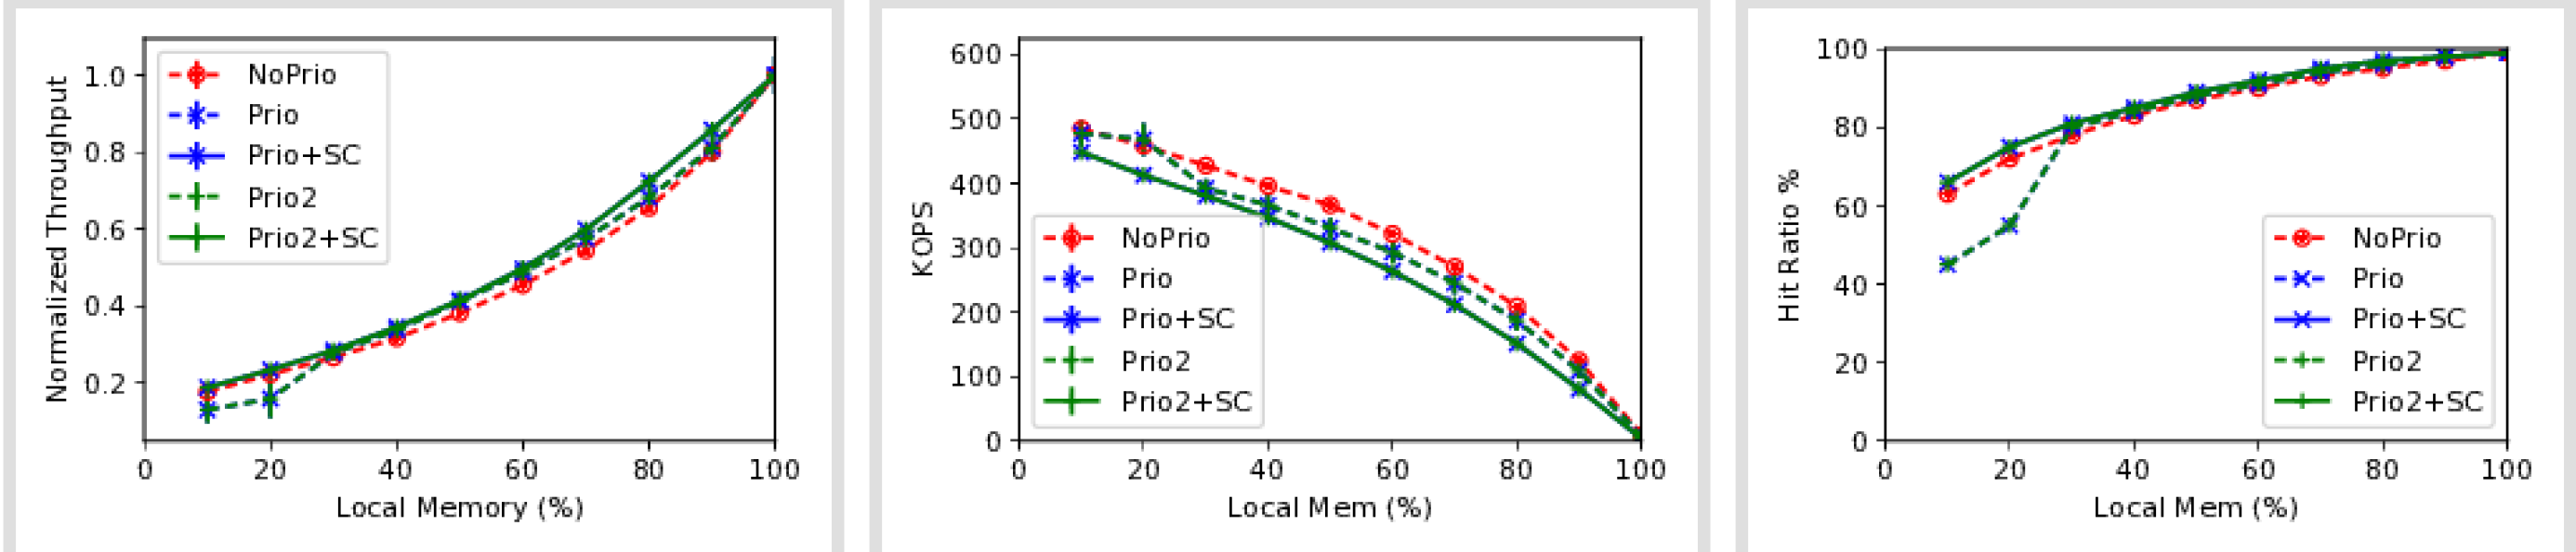 Normalized Throughput
1.0
0.8
0.6
0.4
0.2
NoPrio
Prio
Prio+SC
Prio2
Prio2+SC
0 20 40 60 80 100
Local Memory (%)
KOPS
600
500
400
300
200
100
0
NoPrio
Prio
Prio+SC
Prio2
Prio2+SC
0 20 40 60 80 100
Local Mem (%)
Hit Ratio %
100
80
60
40
20
0
NoPrio
Prio
Prio+SC
Prio2
Prio2+SC
0 20 40 60 80 100
Local Mem (%)